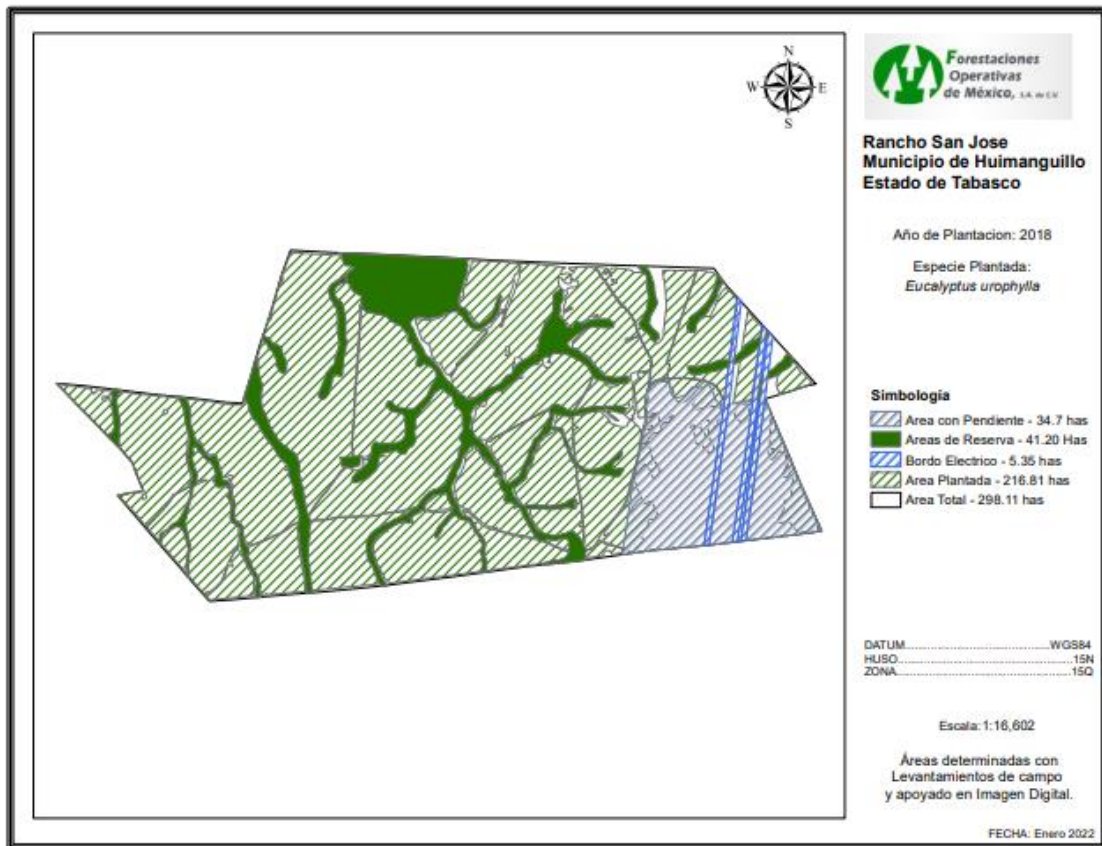 N
W
E
S
Forestaciones
Operativas
de México, S.A. de C.V.
Rancho San Jose
Municipio de Huimanguillo
Estado de Tabasco
Año de Plantacion: 2018
Especie Plantada:
Eucalyptus urophylla
Simbología
Area con Pendiente - 34.7 has
Areas de Reserva - 41.20 Has
Bordo Electrico - 5.35 has
Area Plantada - 216.81 has
Area Total - 298.11 has
DATUM............................................WGS84
HUSO.....................................................15N
ZONA.....................................................15Q
Escala: 1:16,602
Áreas determinadas con
Levantamientos de campo
y apoyado en Imagen Digital.
FECHA: Enero 2022